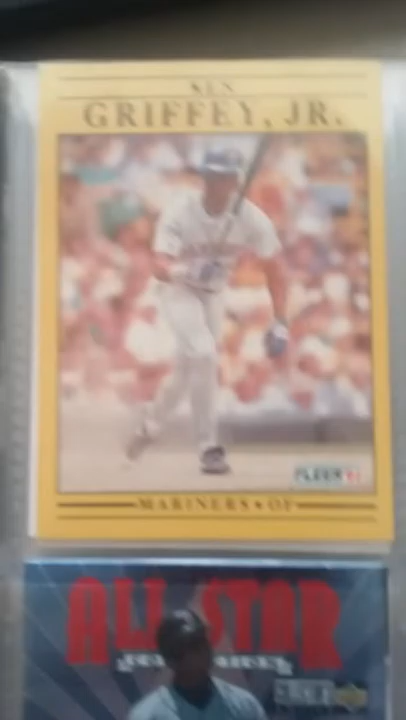 KEN
GRIFFEY, JR.
FLEER 91
MARINERS • OF
ALL STAR